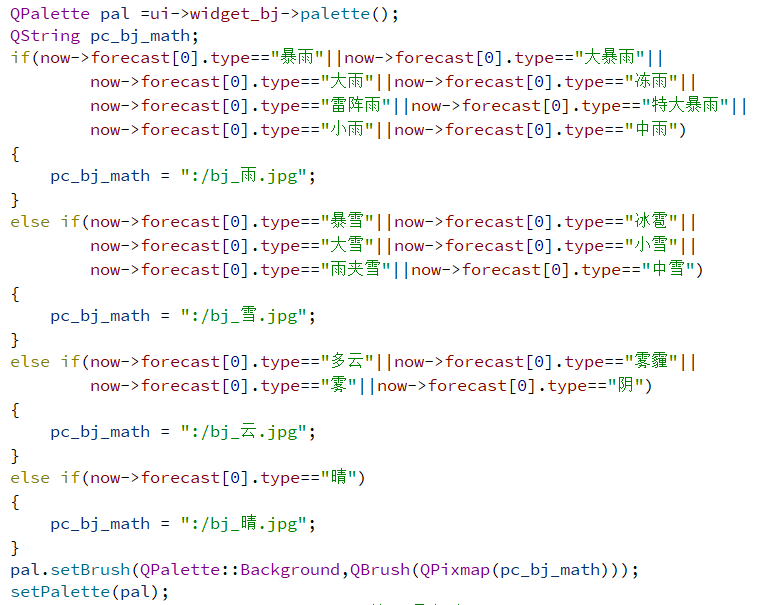 QPalette pal =ui->widget_bj->palette();
QString pc_bj_math;
if(now->forecast[0].type=="暴雨"||now->forecast[0].type=="大暴雨"||
now->forecast[0].type=="大雨"||now->forecast[0].type=="冻雨"||
now->forecast[0].type=="雷阵雨"||now->forecast[0].type=="特大暴雨"||
now->forecast[0].type=="小雨"||now->forecast[0].type=="中雨")
{
pc_bj_math = ":/bj_雨.jpg";
}
else if(now->forecast[0].type=="暴雪"||now->forecast[0].type=="冰雹"||
now->forecast[0].type=="大雪"||now->forecast[0].type=="小雪"||
now->forecast[0].type=="雨夹雪"||now->forecast[0].type=="中雪")
{
pc_bj_math = ":/bj_雪.jpg";
}
else if(now->forecast[0].type=="多云"||now->forecast[0].type=="雾霾"||
now->forecast[0].type=="雾"||now->forecast[0].type=="阴")
{
pc_bj_math = ":/bj_云.jpg";
}
else if(now->forecast[0].type=="晴")
{
pc_bj_math = ":/bj_晴.jpg";
}
pal.setBrush(QPalette::Background,QBrush(QPixmap(pc_bj_math)));
setPalette(pal);